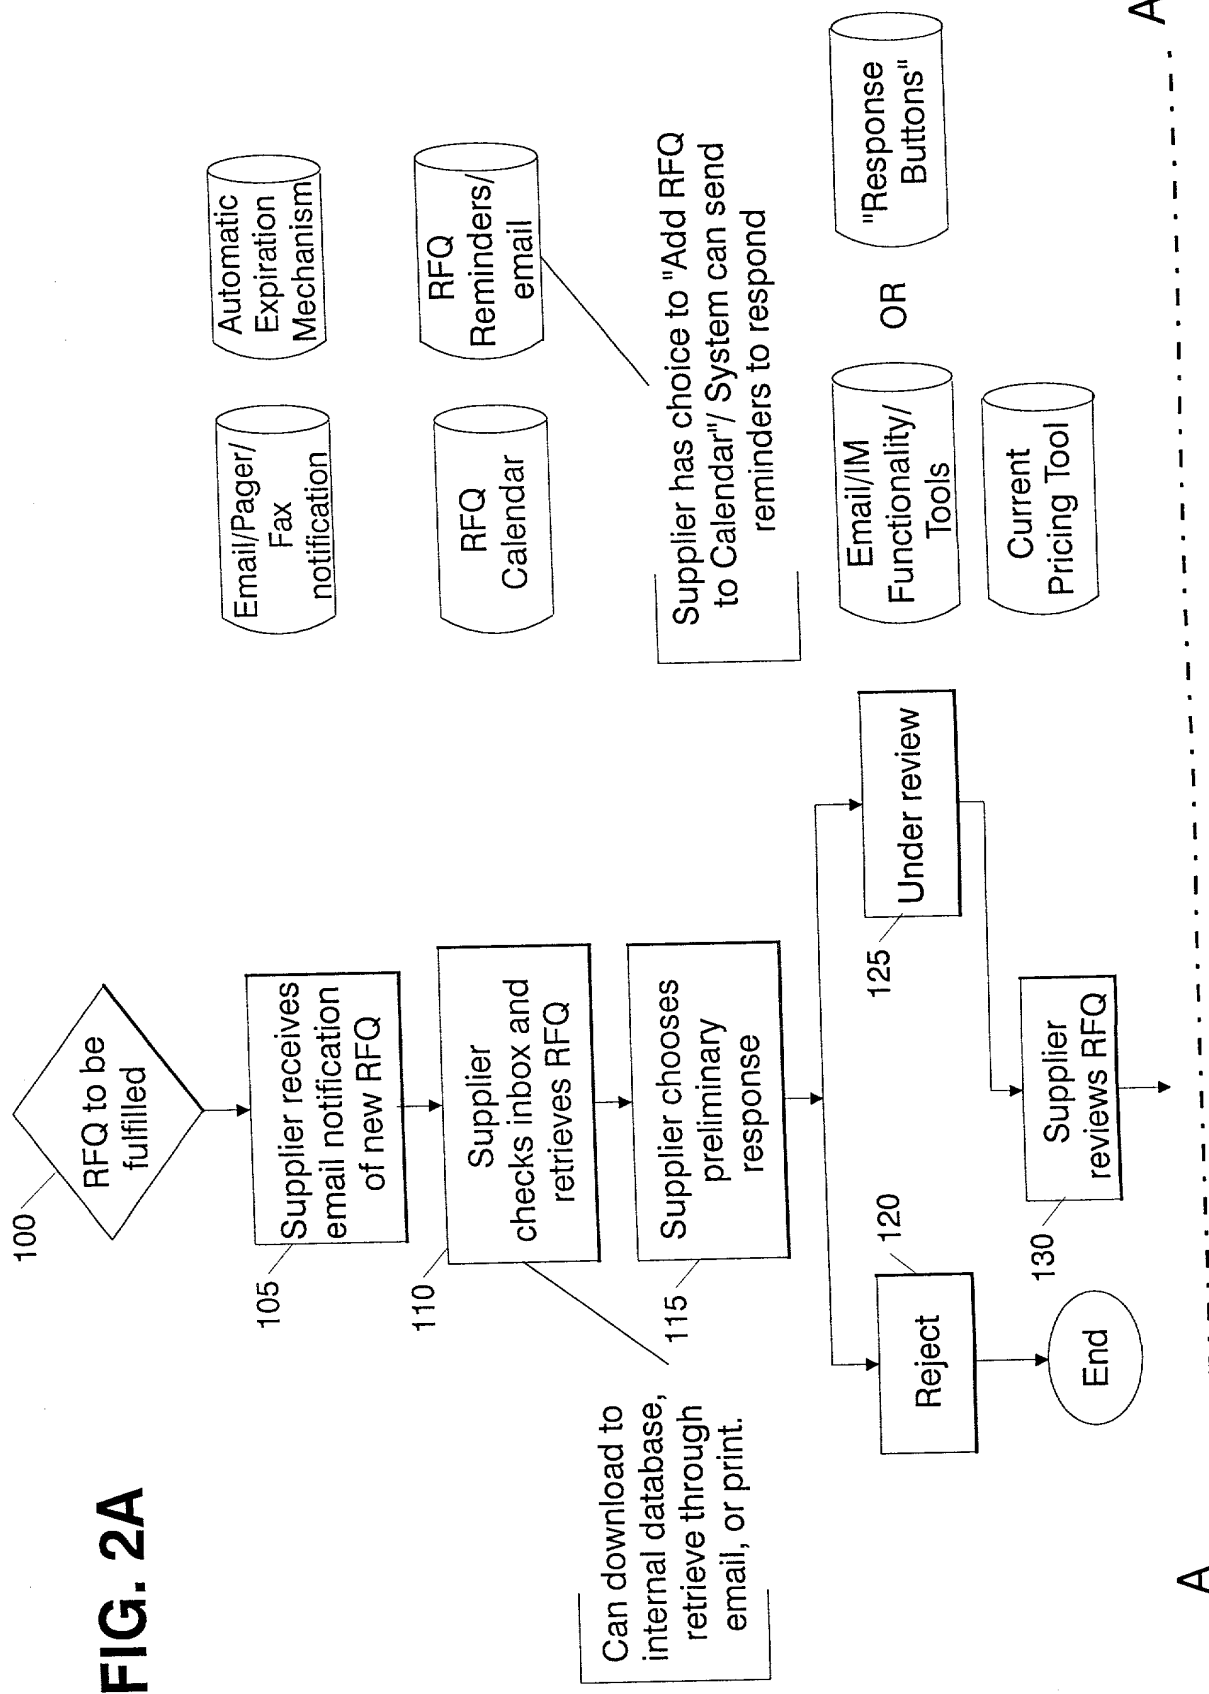 FIG. 2A
100
RFQ to be
fulfilled
105
Supplier receives
email notification
of new RFQ
110
Supplier
checks inbox and
retrieves RFQ
Can download to
internal database,
retrieve through
email, or print.
115
Supplier chooses
preliminary
response
120
Reject
End
125
Under review
130
Supplier
reviews RFQ
Email/Pager/
Fax
notification
Automatic
Expiration
Mechanism
RFQ
Calendar
RFQ
Reminders/
email
Supplier has choice to "Add RFQ
to Calendar"/ System can send
reminders to respond
Email/IM
Functionality/
Tools
OR
"Response
Buttons"
Current
Pricing Tool
A
A